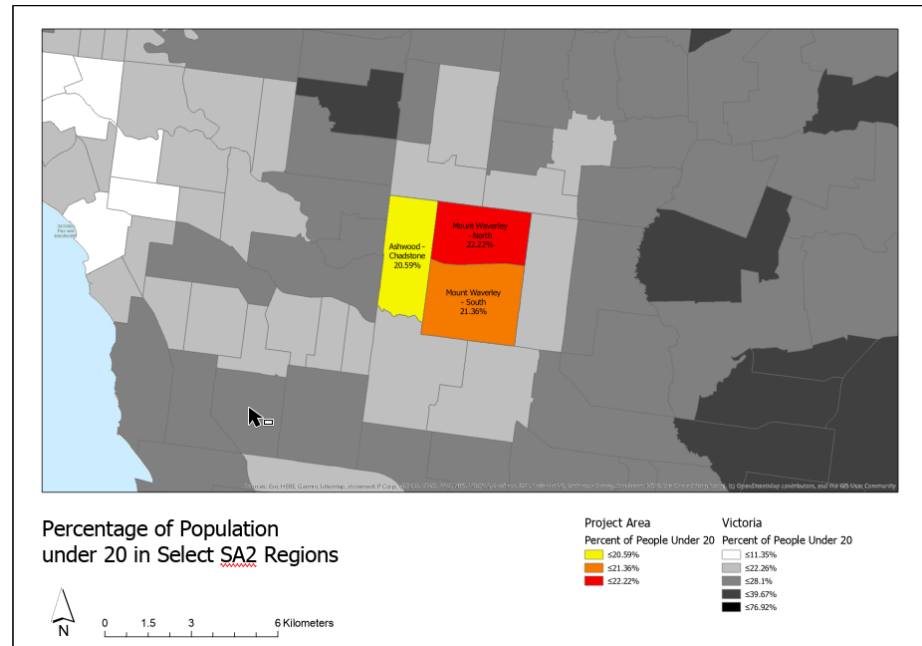 Mount Waverley
- North
22.22%
Ashwood -
Chadstone
20.59%
Mount Waverley
- South
21.36%
Percentage of Population
under 20 in Select SA2 Regions
Project Area
Percent of People Under 20
≤20.59%
≤21.36%
≤22.22%
Victoria
Percent of People Under 20
≤11.35%
≤22.26%
≤28.1%
≤39.67%
≤76.92%
N
0 1.5 3 6 Kilometers